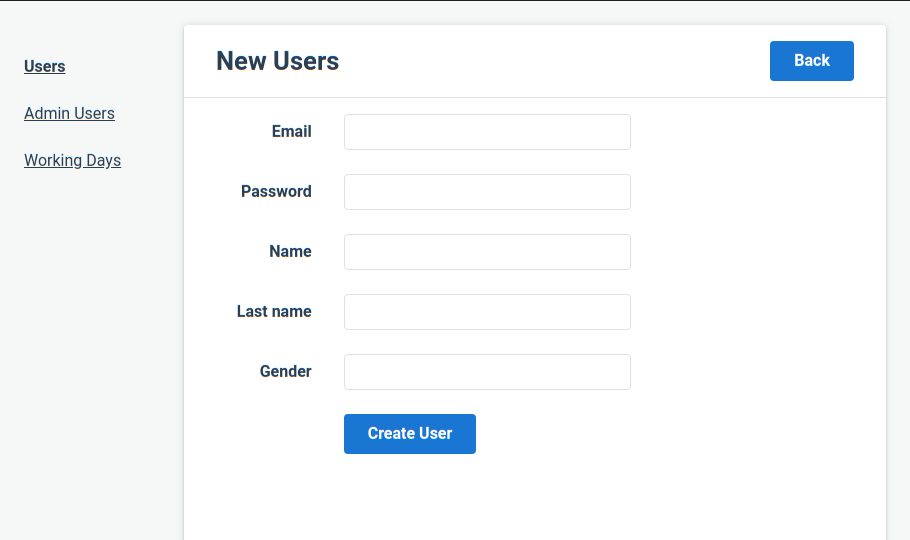 Users
Admin Users
Working Days
New Users
Back
Email
Password
Name
Last name
Gender
Create User